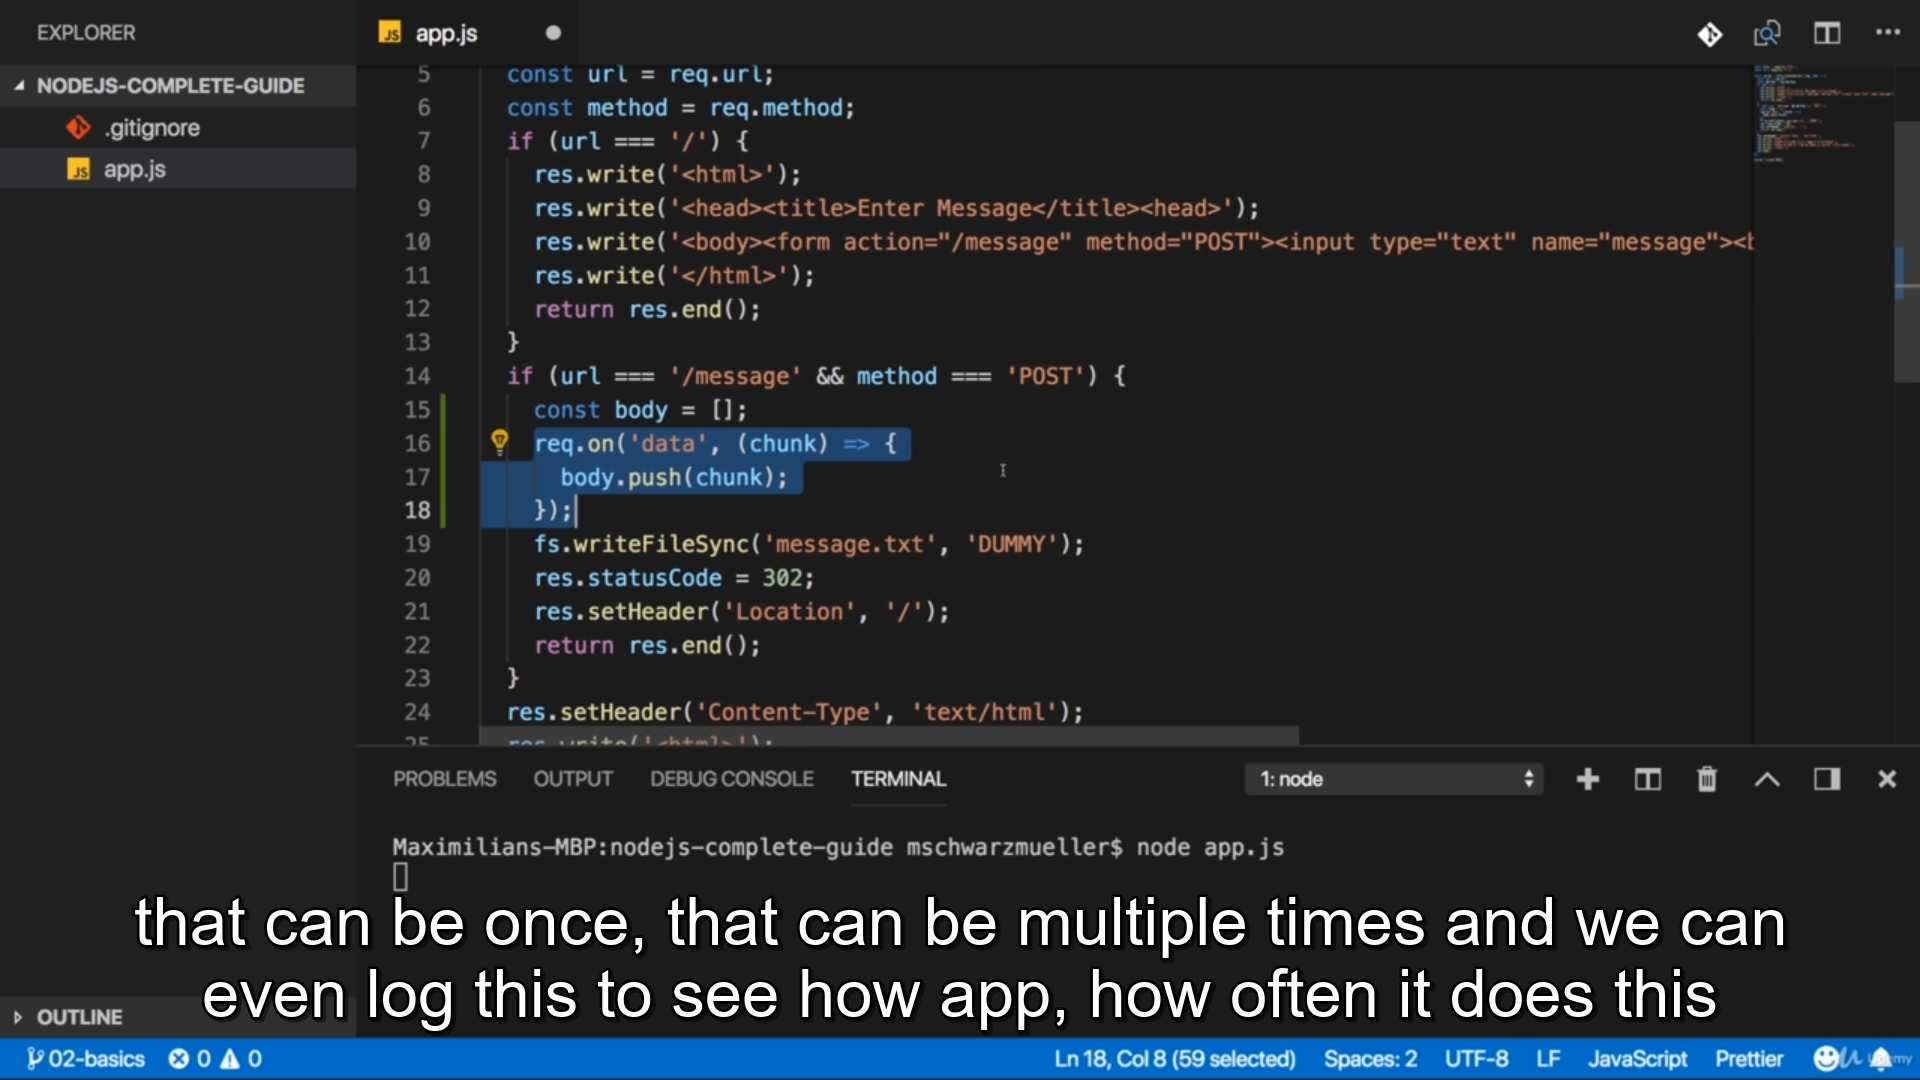 EXPLORER
JS app.js
NODEJS-COMPLETE-GUIDE
.gitignore
JS app.js
5 const url = req.url;
6 const method = req.method;
7 if (url === '/') {
8 res.write('<html>');
9 res.write('<head><title>Enter Message</title><head>');
10 res.write('<body><form action="/message" method="POST"><input type="text" name="message"><b
11 res.write('</html>');
12 return res.end();
13 }
14 if (url === '/message' && method === 'POST') {
15 const body = [];
16 req.on('data', (chunk) => {
17 body.push(chunk);
18 });
19 fs.writeFileSync('message.txt', 'DUMMY');
20 res.statusCode = 302;
21 res.setHeader('Location', '/');
22 return res.end();
23 }
24 res.setHeader('Content-Type', 'text/html');
25 res.write('<html>');
PROBLEMS OUTPUT DEBUG CONSOLE TERMINAL 1: node
Maximilians-MBP:nodejs-complete-guide mschwarzmueller$ node app.js
that can be once, that can be multiple times and we can
even log this to see how app, how often it does this
OUTLINE
02-basics 0 0 Ln 18, Col 8 (59 selected) Spaces: 2 UTF-8 LF JavaScript Prettier